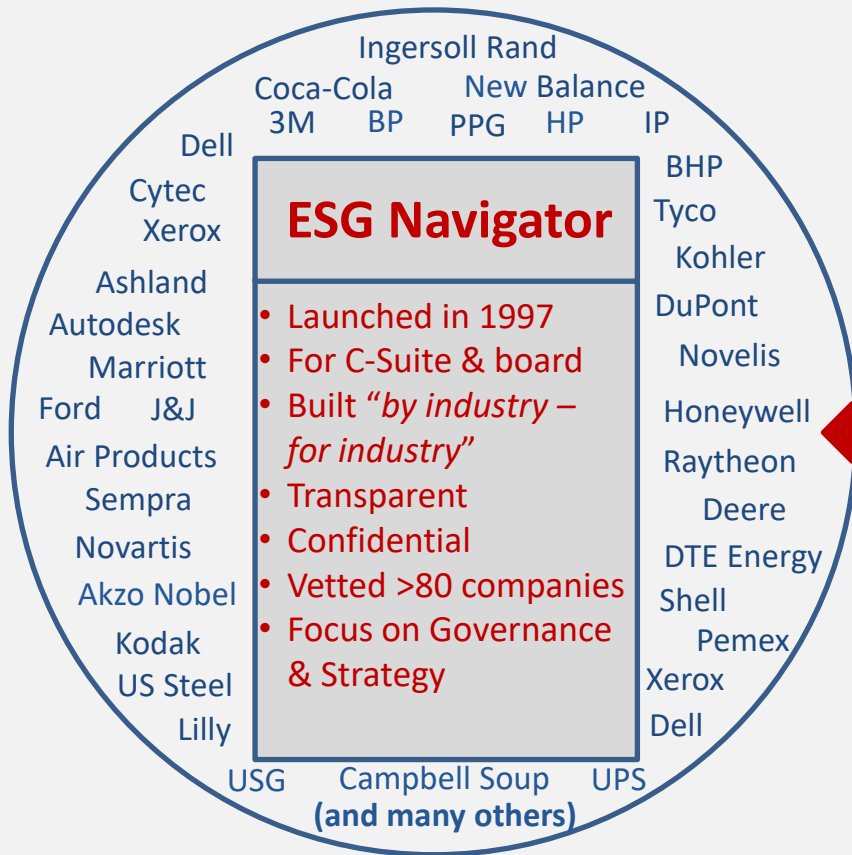 Ingersoll Rand
Coca-Cola New Balance
3M BP PPG HP IP
Dell
Cytec
Xerox
Ashland
Autodesk
Marriott
Ford J&J
Air Products
Sempra
Novartis
Akzo Nobel
Kodak
US Steel
Lilly
ESG Navigator
• Launched in 1997
• For C-Suite & board
• Built “by industry –
for industry”
• Transparent
• Confidential
• Vetted >80 companies
• Focus on Governance
& Strategy
BHP
Tyco
Kohler
DuPont
Novelis
Honeywell
Raytheon
Deere
DTE Energy
Shell
Pemex
Xerox
Dell
USG Campbell Soup UPS
(and many others)